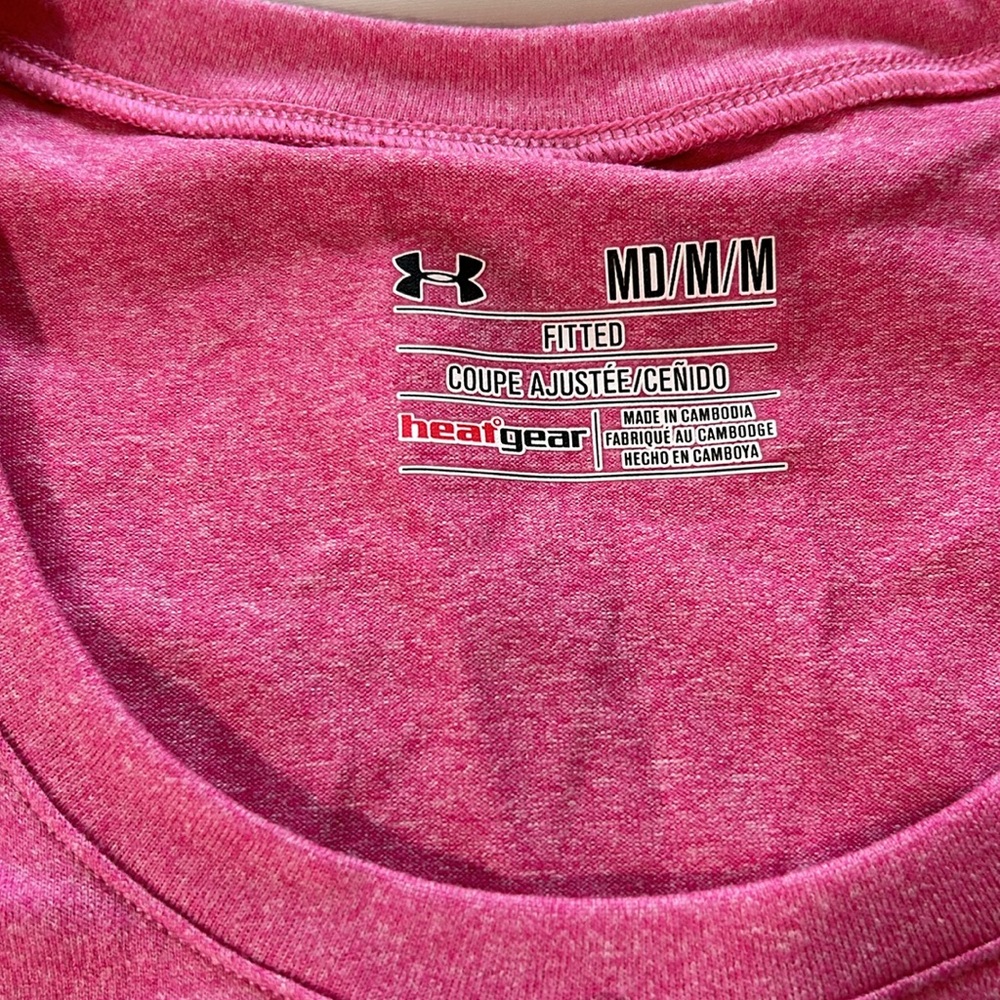 MD/M/M
FITTED
COUPE AJUSTÉE/CEÑIDO
heatgear
MADE IN CAMBODIA
FABRIQUÉ AU CAMBODGE
HECHO EN CAMBOYA